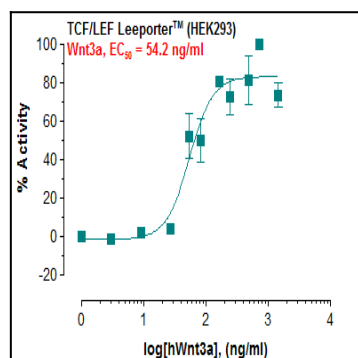 TCF/LEF Leeporter™ (HEK293)
Wnt3a, EC₅₀ = 54.2 ng/ml
% Activity
100
80
60
40
20
0
-20
0 1 2 3 4
log[hWnt3a], (ng/ml)